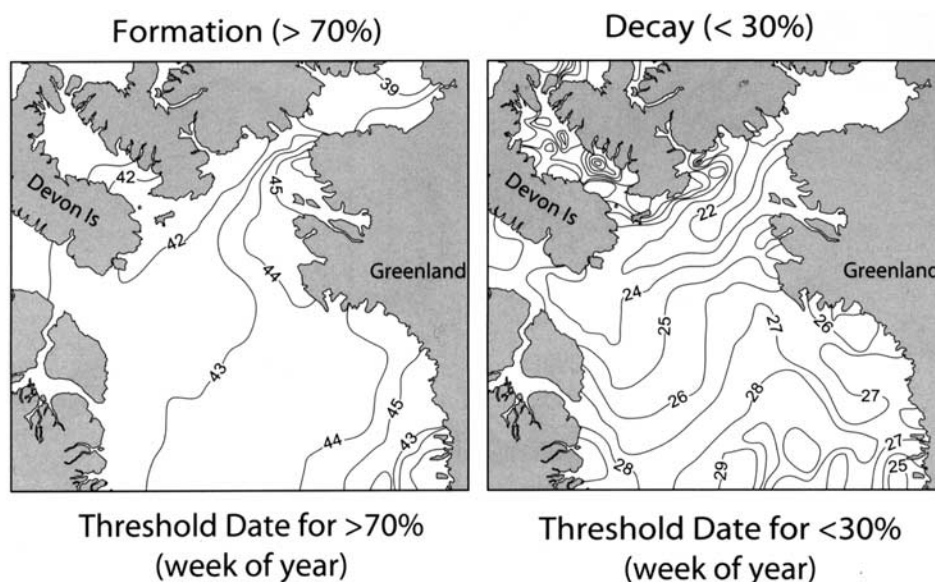 Formation (> 70%)
39
42
Devon Is
45
42
44
Greenland
43
45
44
43
Threshold Date for >70%
(week of year)
Decay (< 30%)
Devon Is
22
Greenland
24
25
26
27
26
28
27
27
28
29
25
Threshold Date for <30%
(week of year)